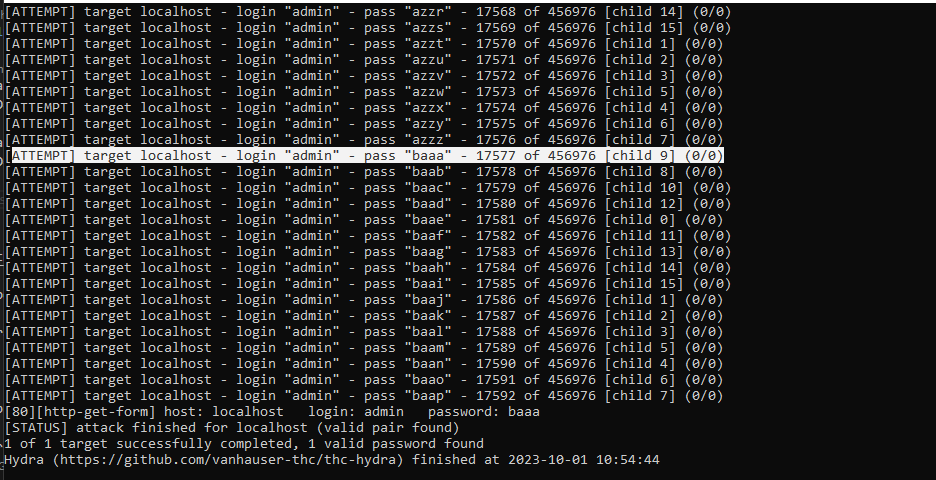 [ATTEMPT] target localhost - login "admin" - pass "azzr" - 17568 of 456976 [child 14] (0/0)
[ATTEMPT] target localhost - login "admin" - pass "azzs" - 17569 of 456976 [child 15] (0/0)
[ATTEMPT] target localhost - login "admin" - pass "azzt" - 17570 of 456976 [child 1] (0/0)
[ATTEMPT] target localhost - login "admin" - pass "azzu" - 17571 of 456976 [child 2] (0/0)
[ATTEMPT] target localhost - login "admin" - pass "azzv" - 17572 of 456976 [child 3] (0/0)
[ATTEMPT] target localhost - login "admin" - pass "azzw" - 17573 of 456976 [child 5] (0/0)
[ATTEMPT] target localhost - login "admin" - pass "azzx" - 17574 of 456976 [child 4] (0/0)
[ATTEMPT] target localhost - login "admin" - pass "azzy" - 17575 of 456976 [child 6] (0/0)
[ATTEMPT] target localhost - login "admin" - pass "azzz" - 17576 of 456976 [child 7] (0/0)
[ATTEMPT] target localhost - login "admin" - pass "baaa" - 17577 of 456976 [child 9] (0/0)
[ATTEMPT] target localhost - login "admin" - pass "baab" - 17578 of 456976 [child 8] (0/0)
[ATTEMPT] target localhost - login "admin" - pass "baac" - 17579 of 456976 [child 10] (0/0)
[ATTEMPT] target localhost - login "admin" - pass "baad" - 17580 of 456976 [child 12] (0/0)
[ATTEMPT] target localhost - login "admin" - pass "baae" - 17581 of 456976 [child 0] (0/0)
[ATTEMPT] target localhost - login "admin" - pass "baaf" - 17582 of 456976 [child 11] (0/0)
[ATTEMPT] target localhost - login "admin" - pass "baag" - 17583 of 456976 [child 13] (0/0)
[ATTEMPT] target localhost - login "admin" - pass "baah" - 17584 of 456976 [child 14] (0/0)
[ATTEMPT] target localhost - login "admin" - pass "baai" - 17585 of 456976 [child 15] (0/0)
[ATTEMPT] target localhost - login "admin" - pass "baaj" - 17586 of 456976 [child 1] (0/0)
[ATTEMPT] target localhost - login "admin" - pass "baak" - 17587 of 456976 [child 2] (0/0)
[ATTEMPT] target localhost - login "admin" - pass "baal" - 17588 of 456976 [child 3] (0/0)
[ATTEMPT] target localhost - login "admin" - pass "baam" - 17589 of 456976 [child 5] (0/0)
[ATTEMPT] target localhost - login "admin" - pass "baan" - 17590 of 456976 [child 4] (0/0)
[ATTEMPT] target localhost - login "admin" - pass "baao" - 17591 of 456976 [child 6] (0/0)
[ATTEMPT] target localhost - login "admin" - pass "baap" - 17592 of 456976 [child 7] (0/0)
[80][http-get-form] host: localhost   login: admin   password: baaa
[STATUS] attack finished for localhost (valid pair found)
1 of 1 target successfully completed, 1 valid password found
Hydra (https://github.com/vanhauser-thc/thc-hydra) finished at 2023-10-01 10:54:44